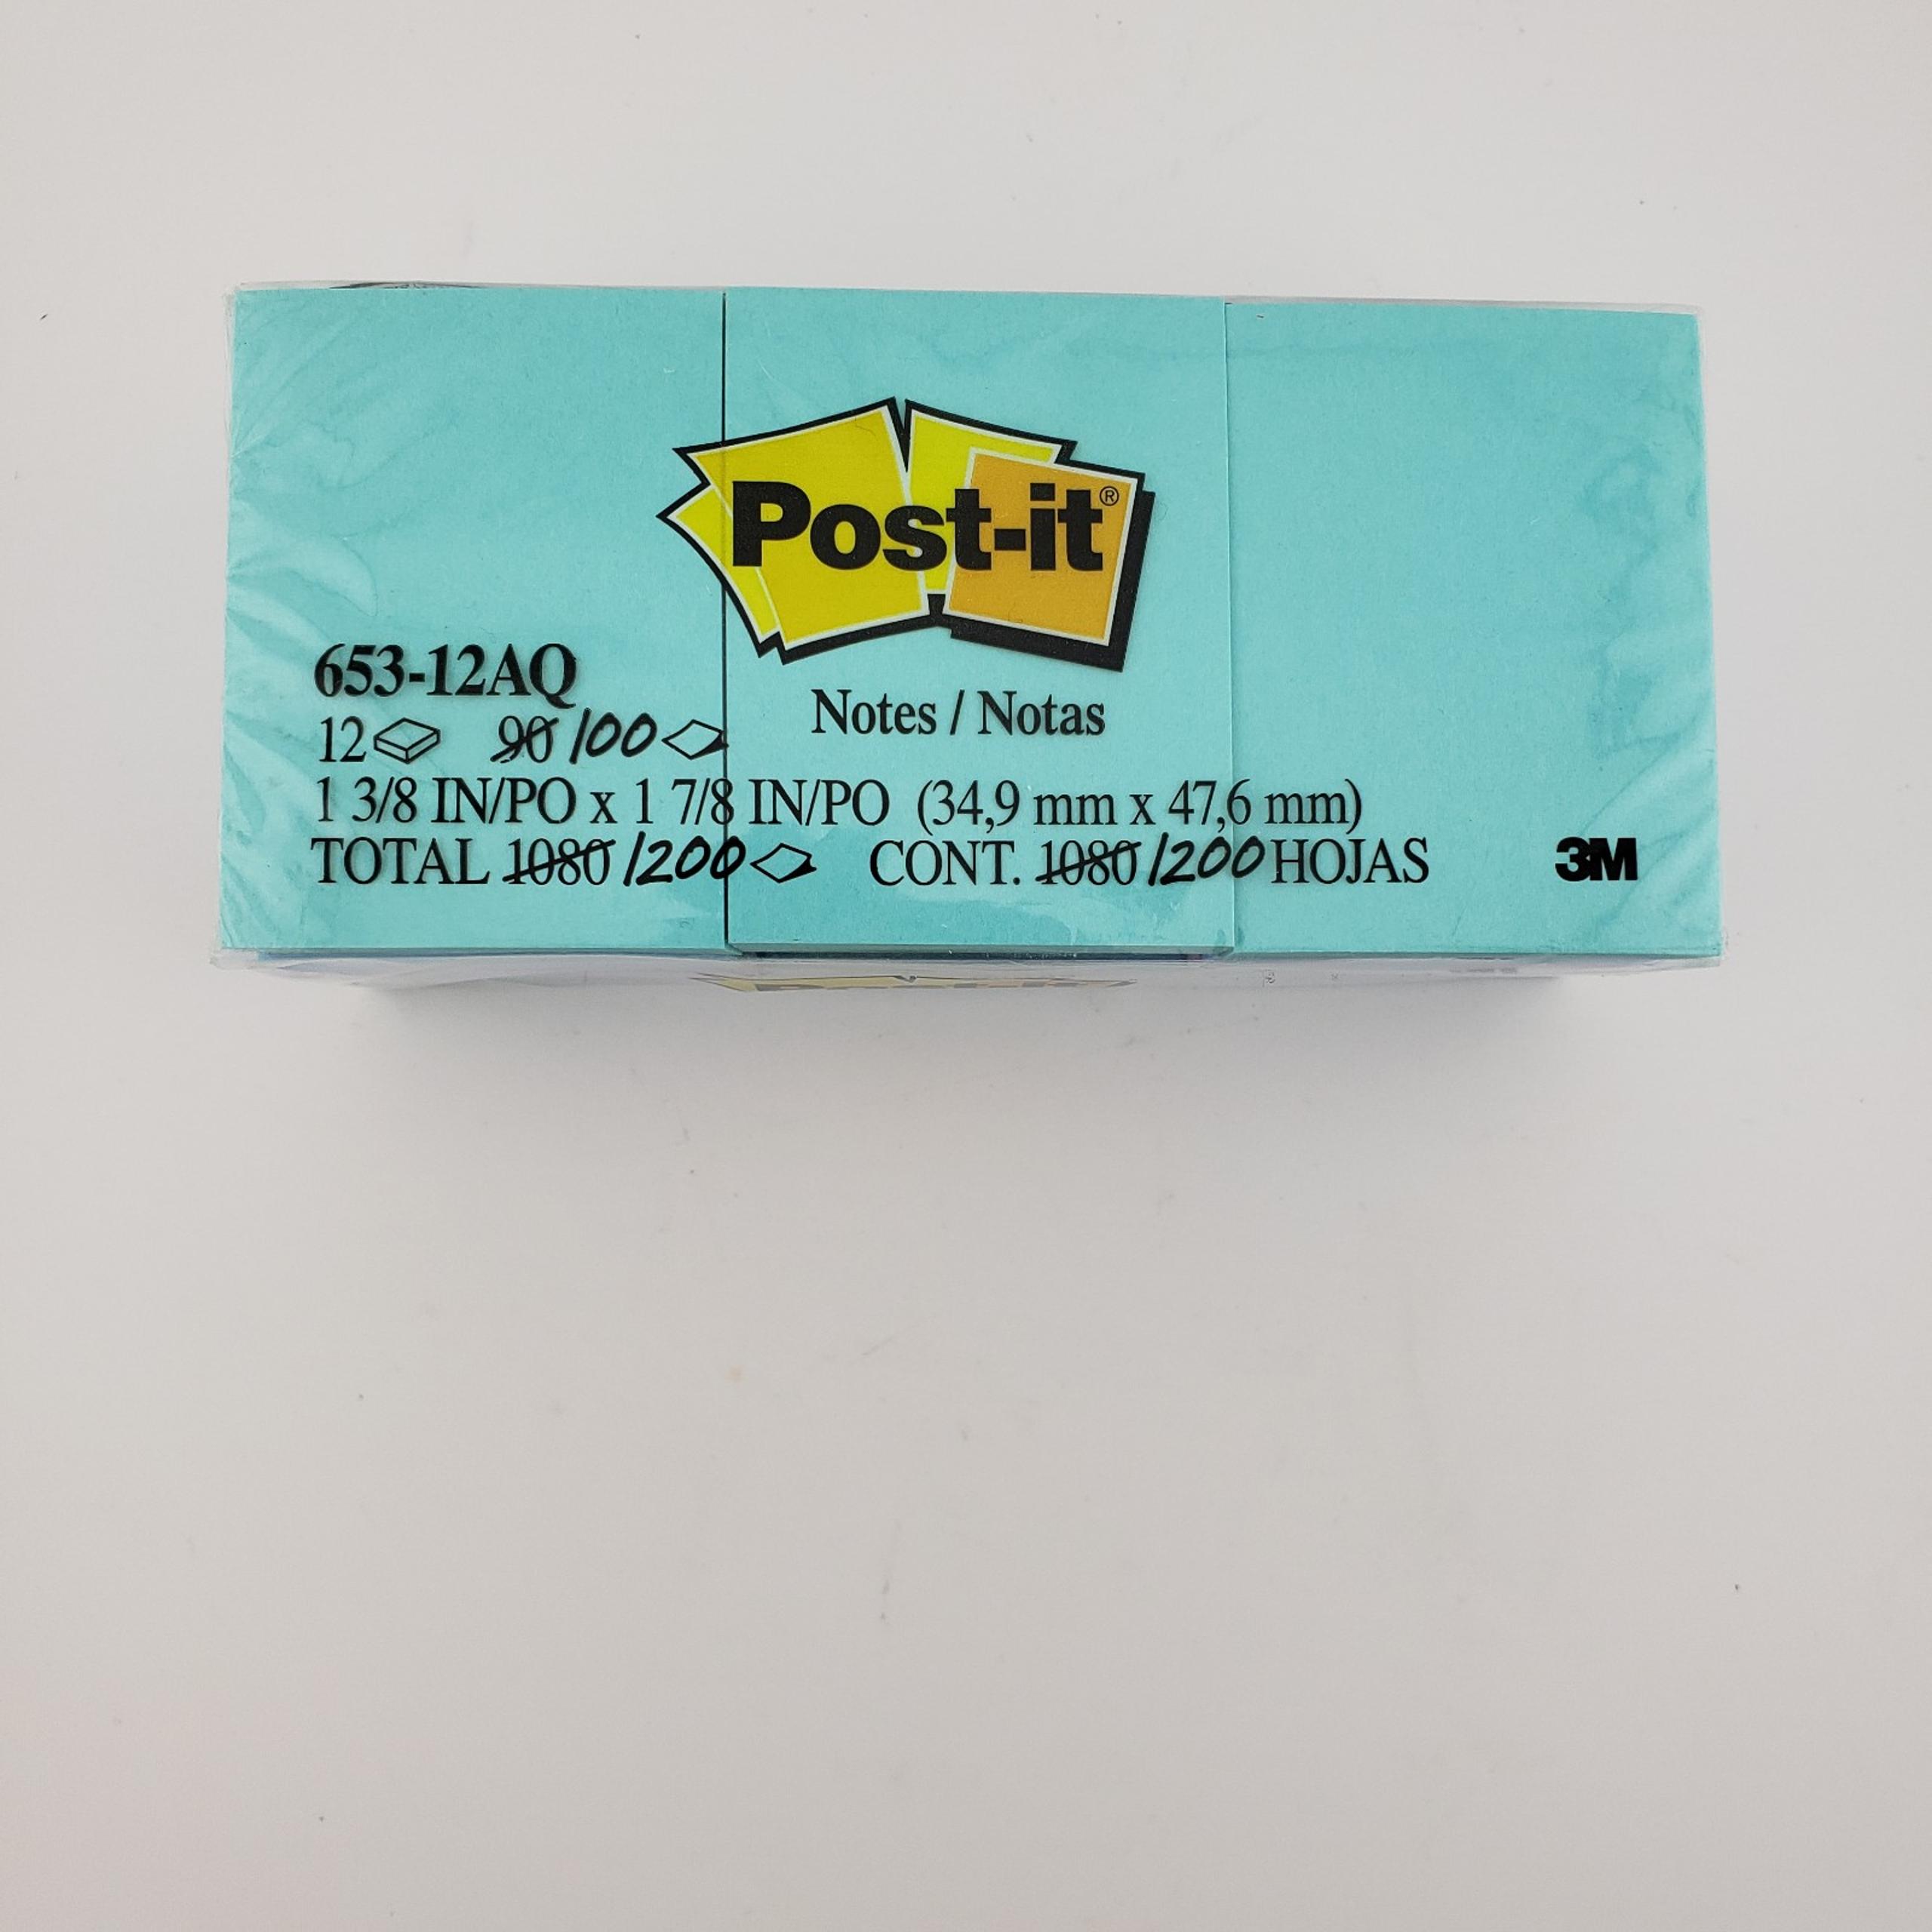 Post-it®
Notes / Notas
653-12AQ
12 90 100
1 3/8 IN/PO x 1 7/8 IN/PO (34,9 mm x 47,6 mm)
TOTAL 1080 1200 CONT. 1080 1200 HOJAS
3M